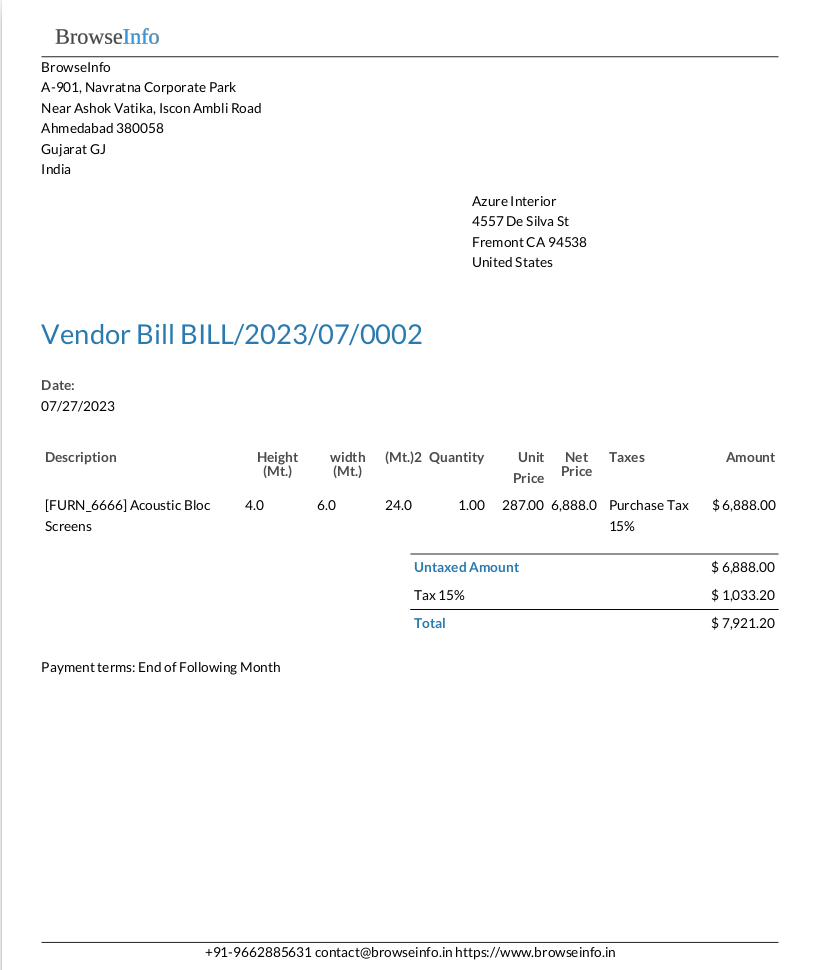 BrowseInfo
BrowseInfo
A-901, Navratna Corporate Park
Near Ashok Vatika, Iscon Ambli Road
Ahmedabad 380058
Gujarat GJ
India
Azure Interior
4557 De Silva St
Fremont CA 94538
United States
Vendor Bill BILL/2023/07/0002
Date:
07/27/2023
Description Height (Mt.) width (Mt.) (Mt.)2 Quantity Unit Price Net Price Taxes Amount
[FURN_6666] Acoustic Bloc 4.0 6.0 24.0 1.00 287.00 6,888.0 Purchase Tax $ 6,888.00
Screens 15%
Untaxed Amount $ 6,888.00
Tax 15% $ 1,033.20
Total $ 7,921.20
Payment terms: End of Following Month
+91-9662885631 contact@browseinfo.in https://www.browseinfo.in